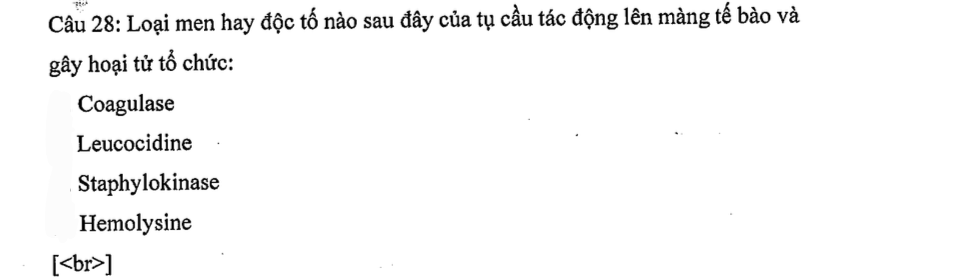 Câu 28: Loại men hay độc tố nào sau đây của tụ cầu tác động lên màng tế bào và
gây hoại tử tổ chức:
Coagulase
Leucocidine
Staphylokinase
Hemolysine
[<br>]